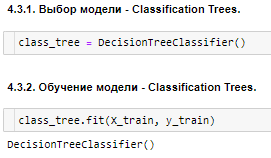 4.3.1. Выбор модели - Classification Trees.
class_tree = DecisionTreeClassifier()
4.3.2. Обучение модели - Classification Trees.
class_tree.fit(X_train, y_train)
DecisionTreeClassifier()